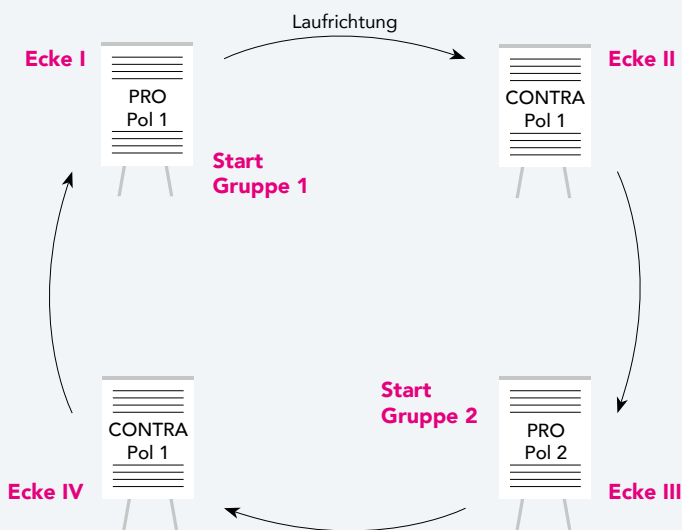 Laufrichtung
Ecke I
PRO
Pol 1
Start
Gruppe 1
Ecke II
CONTRA
Pol 1
Start
Gruppe 2
PRO
Pol 2
Ecke III
CONTRA
Pol 1
Ecke IV